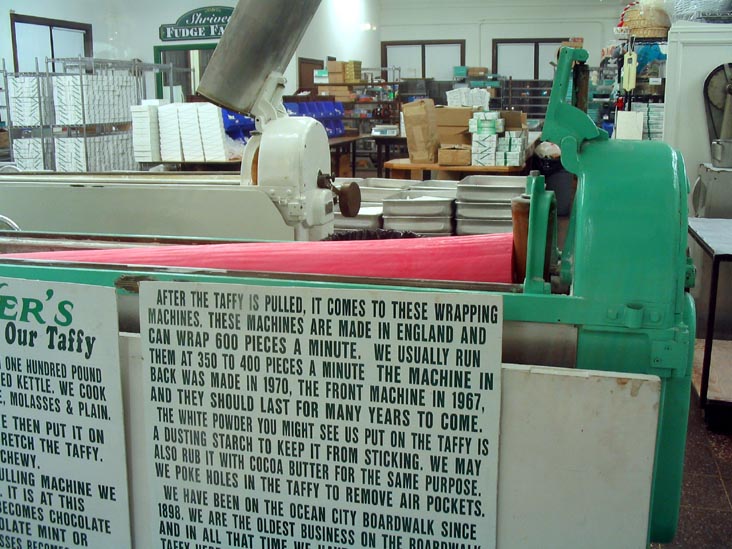 Shriver's
FUDGE FA
ER'S
Our Taffy
ONE HUNDRED POUND
ED KETTLE. WE COOK
MOLASSES & PLAIN.
THEN PUT IT ON
RETCH THE TAFFY.
CHEWY.
ULLING MACHINE WE
IT IS AT THIS
BECOMES CHOCOLATE
OLATE MINT OR
SSES BECOMES
AFTER THE TAFFY IS PULLED, IT COMES TO THESE WRAPPING
MACHINES. THESE MACHINES ARE MADE IN ENGLAND AND
CAN WRAP 600 PIECES A MINUTE. WE USUALLY RUN
THEM AT 350 TO 400 PIECES A MINUTE THE MACHINE IN
BACK WAS MADE IN 1970, THE FRONT MACHINE IN 1967,
AND THEY SHOULD LAST FOR MANY YEARS TO COME.
THE WHITE POWDER YOU MIGHT SEE US PUT ON THE TAFFY IS
A DUSTING STARCH TO KEEP IT FROM STICKING. WE MAY
ALSO RUB IT WITH COCOA BUTTER FOR THE SAME PURPOSE.
WE POKE HOLES IN THE TAFFY TO REMOVE AIR POCKETS.
WE HAVE BEEN ON THE OCEAN CITY BOARDWALK SINCE
1898. WE ARE THE OLDEST BUSINESS ON THE BOARDWALK
AND IN ALL THAT TIME WE HAVE
TAFFY HERE